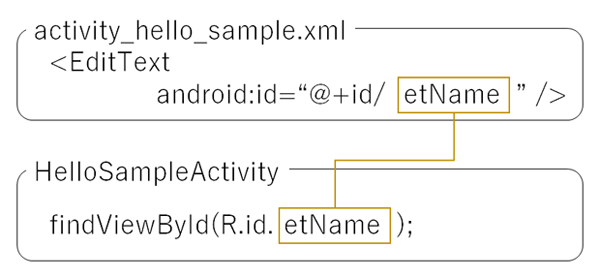 activity_hello_sample.xml
<EditText
android:id=“@+id/ etName ” />
HelloSampleActivity
findViewById(R.id. etName );